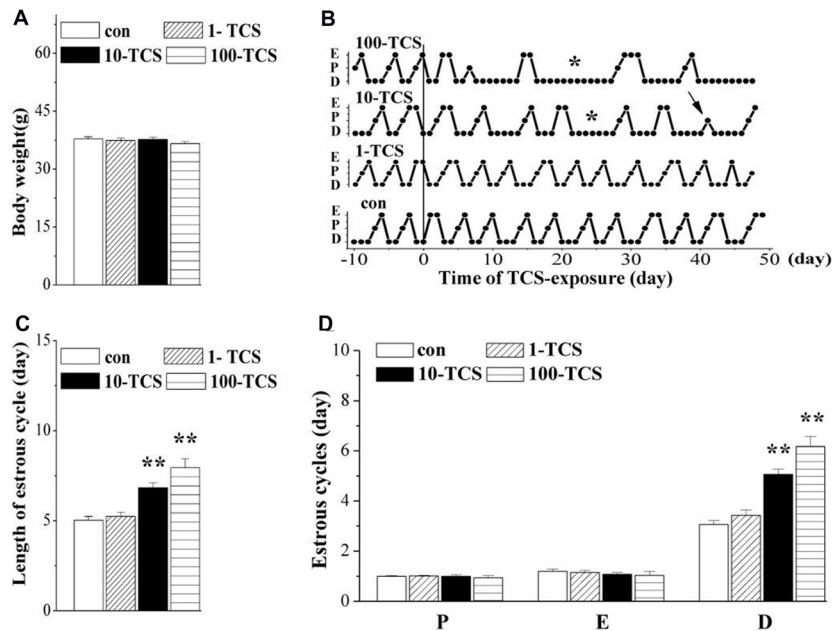 A
con 1- TCS
10-TCS 100-TCS
60
45
30
15
0
Body weight(g)
B
100-TCS
E
P
D
*
10-TCS
E
P
D
*
1-TCS
E
P
D
con
E
P
D
-10 0 10 20 30 40 50 (day)
Time of TCS-exposure (day)
C
con 1- TCS
10-TCS 100-TCS
15
10
5
0
Length of estrous cycle (day)
** **
D
con 1-TCS
10-TCS 100-TCS
10
8
6
4
2
0
Estrous cycles (day)
** **
P E D